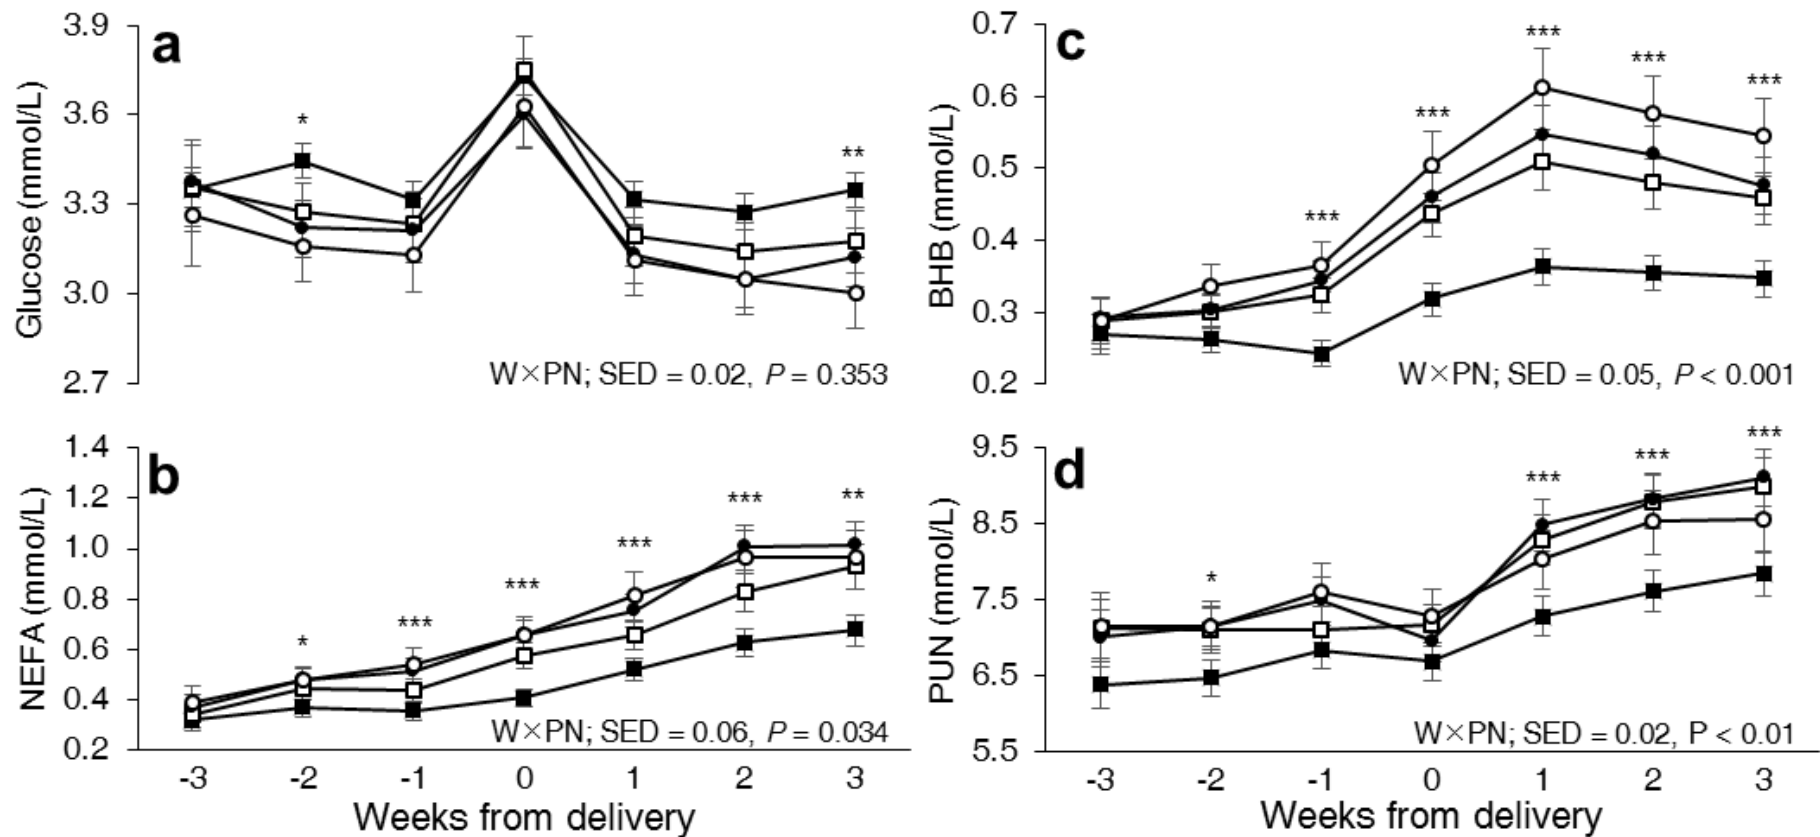 a
Glucose (mmol/L)
3.9
3.6
3.3
3.0
2.7
*
**
W×PN; SED = 0.02, P = 0.353
b
NEFA (mmol/L)
1.4
1.2
1.0
0.8
0.6
0.4
0.2
*
***
***
***
***
**
W×PN; SED = 0.06, P = 0.034
-3 -2 -1 0 1 2 3
Weeks from delivery
c
BHB (mmol/L)
0.7
0.6
0.5
0.4
0.3
0.2
***
***
***
***
***
W×PN; SED = 0.05, P < 0.001
d
PUN (mmol/L)
9.5
8.5
7.5
6.5
5.5
*
***
***
***
W×PN; SED = 0.02, P < 0.01
-3 -2 -1 0 1 2 3
Weeks from delivery